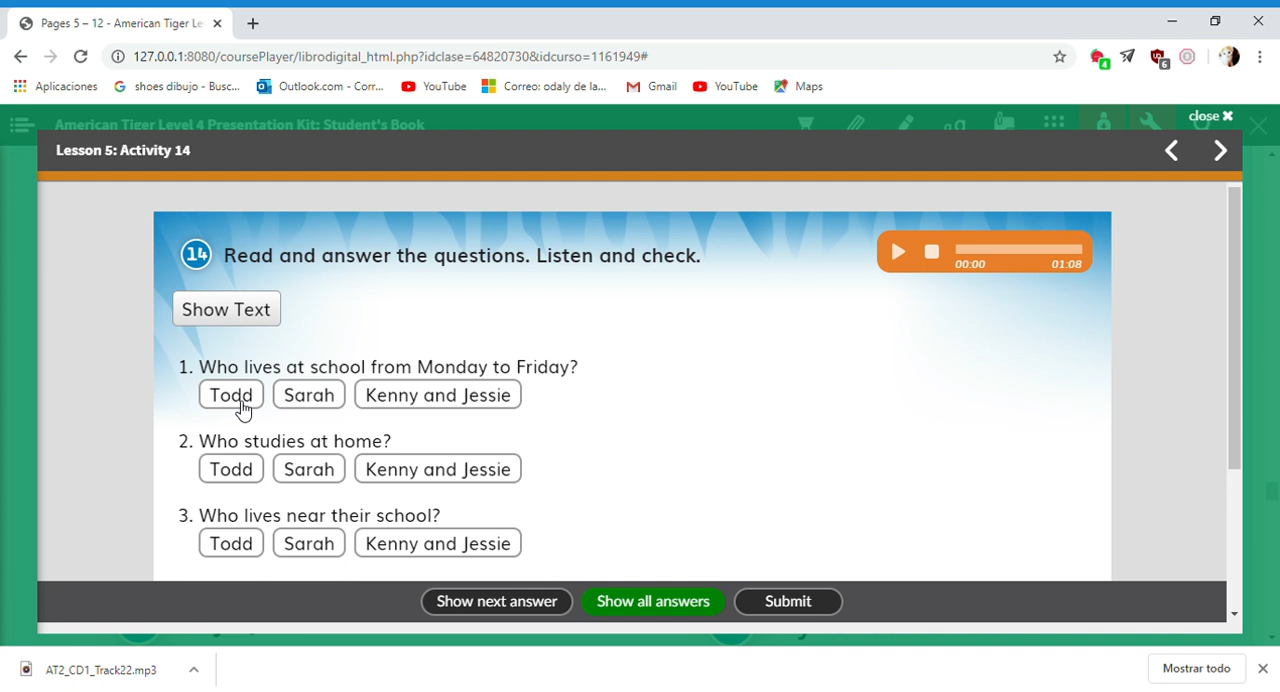 Pages 5 – 12 - American Tiger Le
127.0.0.1:8080/coursePlayer/librodigital_html.php?idclase=64820730&idcurso=1161949#
Aplicaciones shoes dibujo - Busc... Outlook.com - Corr... YouTube Correo: odaly de la... Gmail YouTube Maps
American Tiger Level 4 Presentation Kit: Student's Book
close
Lesson 5: Activity 14
14 Read and answer the questions. Listen and check.
00:00 01:08
Show Text
1. Who lives at school from Monday to Friday?
Todd Sarah Kenny and Jessie
2. Who studies at home?
Todd Sarah Kenny and Jessie
3. Who lives near their school?
Todd Sarah Kenny and Jessie
Show next answer Show all answers Submit
AT2_CD1_Track22.mp3 Mostrar todo